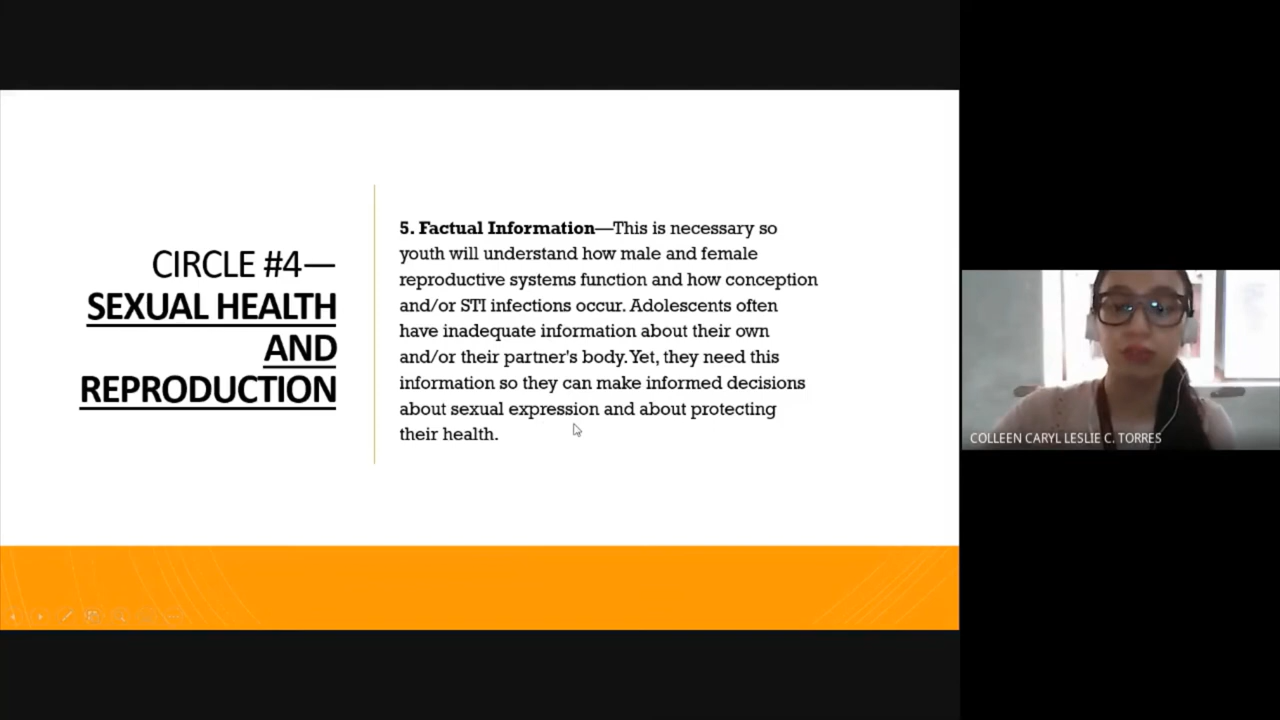 CIRCLE #4—
SEXUAL HEALTH
AND
REPRODUCTION
5. Factual Information—This is necessary so
youth will understand how male and female
reproductive systems function and how conception
and/or STI infections occur. Adolescents often
have inadequate information about their own
and/or their partner's body. Yet, they need this
information so they can make informed decisions
about sexual expression and about protecting
their health.
COLLEEN CARYL LESLIE C. TORRES